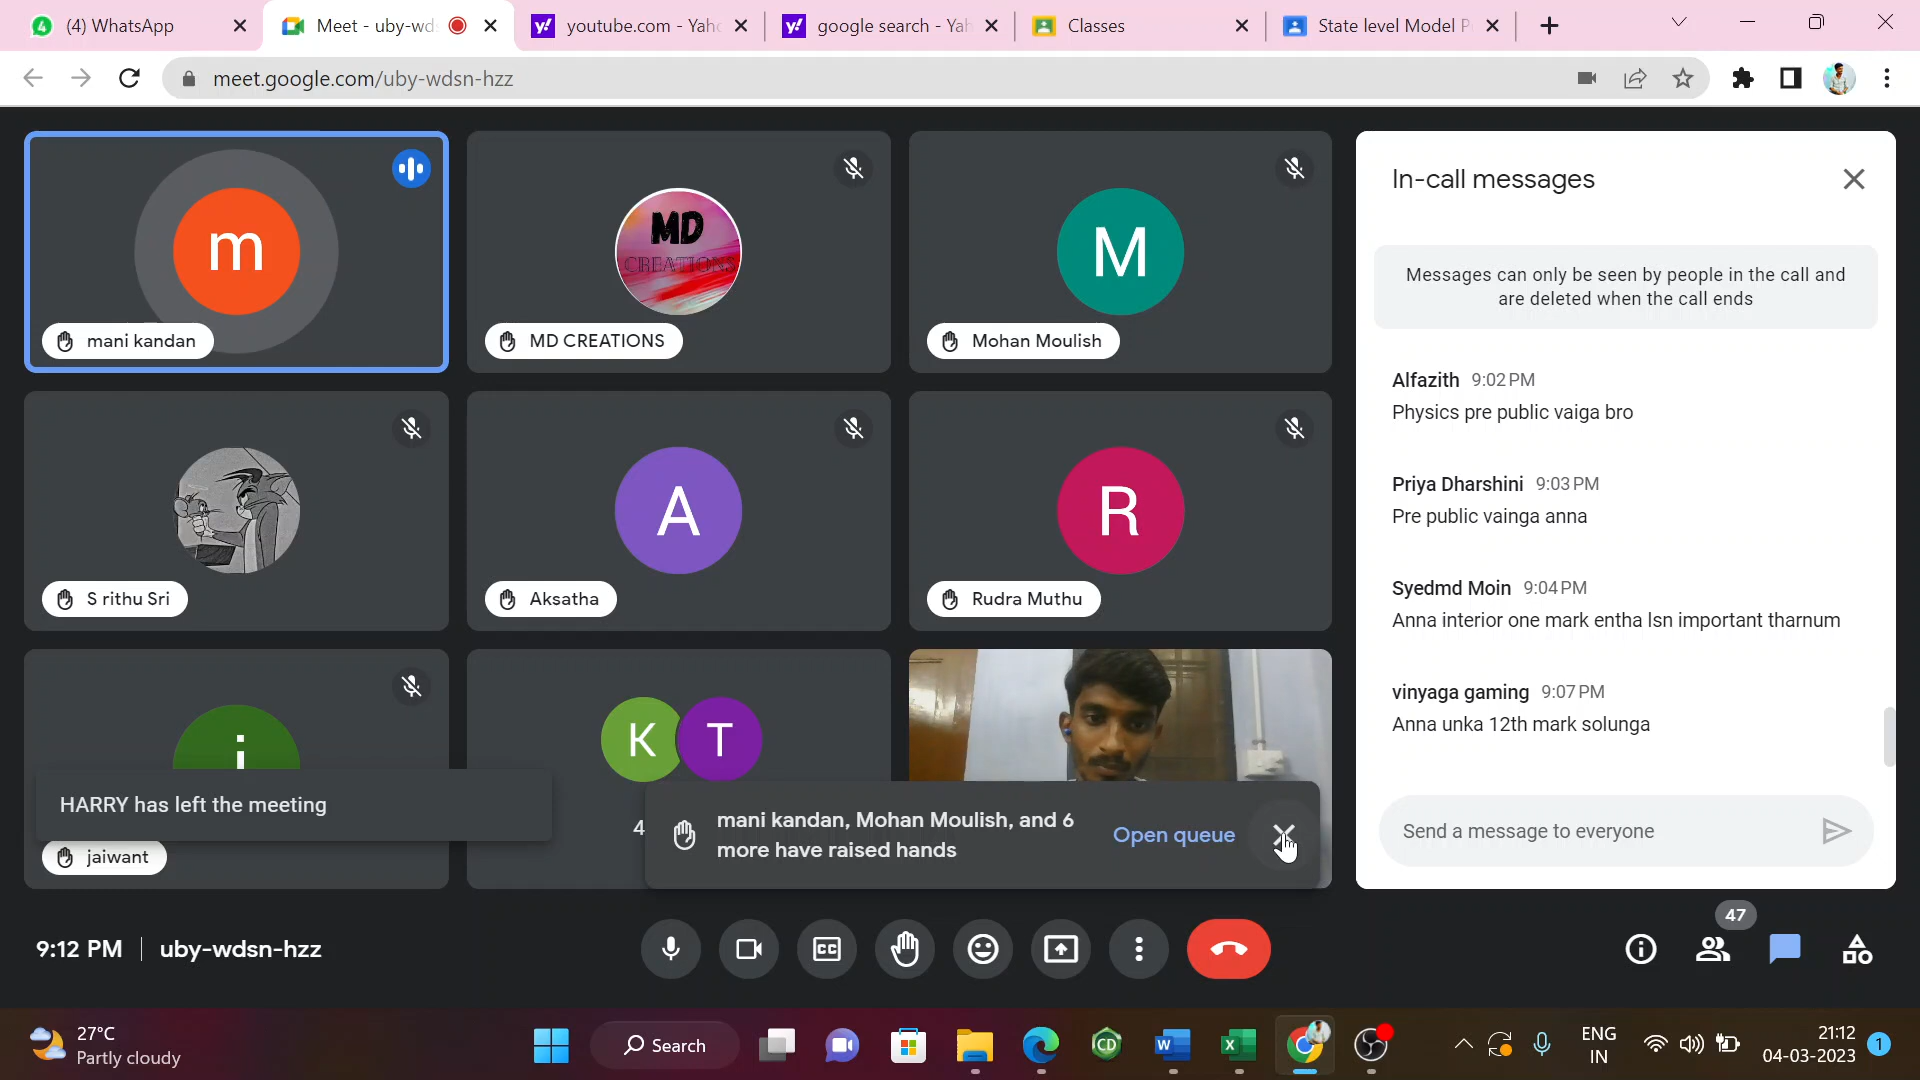 (4) WhatsApp
Meet - uby-wds
youtube.com - Yaho
google search - Yah
Classes
State level Model P
meet.google.com/uby-wdsn-hzz
m
mani kandan
MD
CREATIONS
MD CREATIONS
M
Mohan Moulish
S rithu Sri
A
Aksatha
R
Rudra Muthu
HARRY has left the meeting
jaiwant
K T
4
mani kandan, Mohan Moulish, and 6
more have raised hands
Open queue
In-call messages
Messages can only be seen by people in the call and
are deleted when the call ends
Alfazith 9:02 PM
Physics pre public vaiga bro
Priya Dharshini 9:03 PM
Pre public vainga anna
Syedmd Moin 9:04 PM
Anna interior one mark entha lsn important tharnum
vinyaga gaming 9:07 PM
Anna unka 12th mark solunga
Send a message to everyone
9:12 PM
uby-wdsn-hzz
CC
47
27°C
Partly cloudy
Search
ENG
IN
21:12
04-03-2023
1